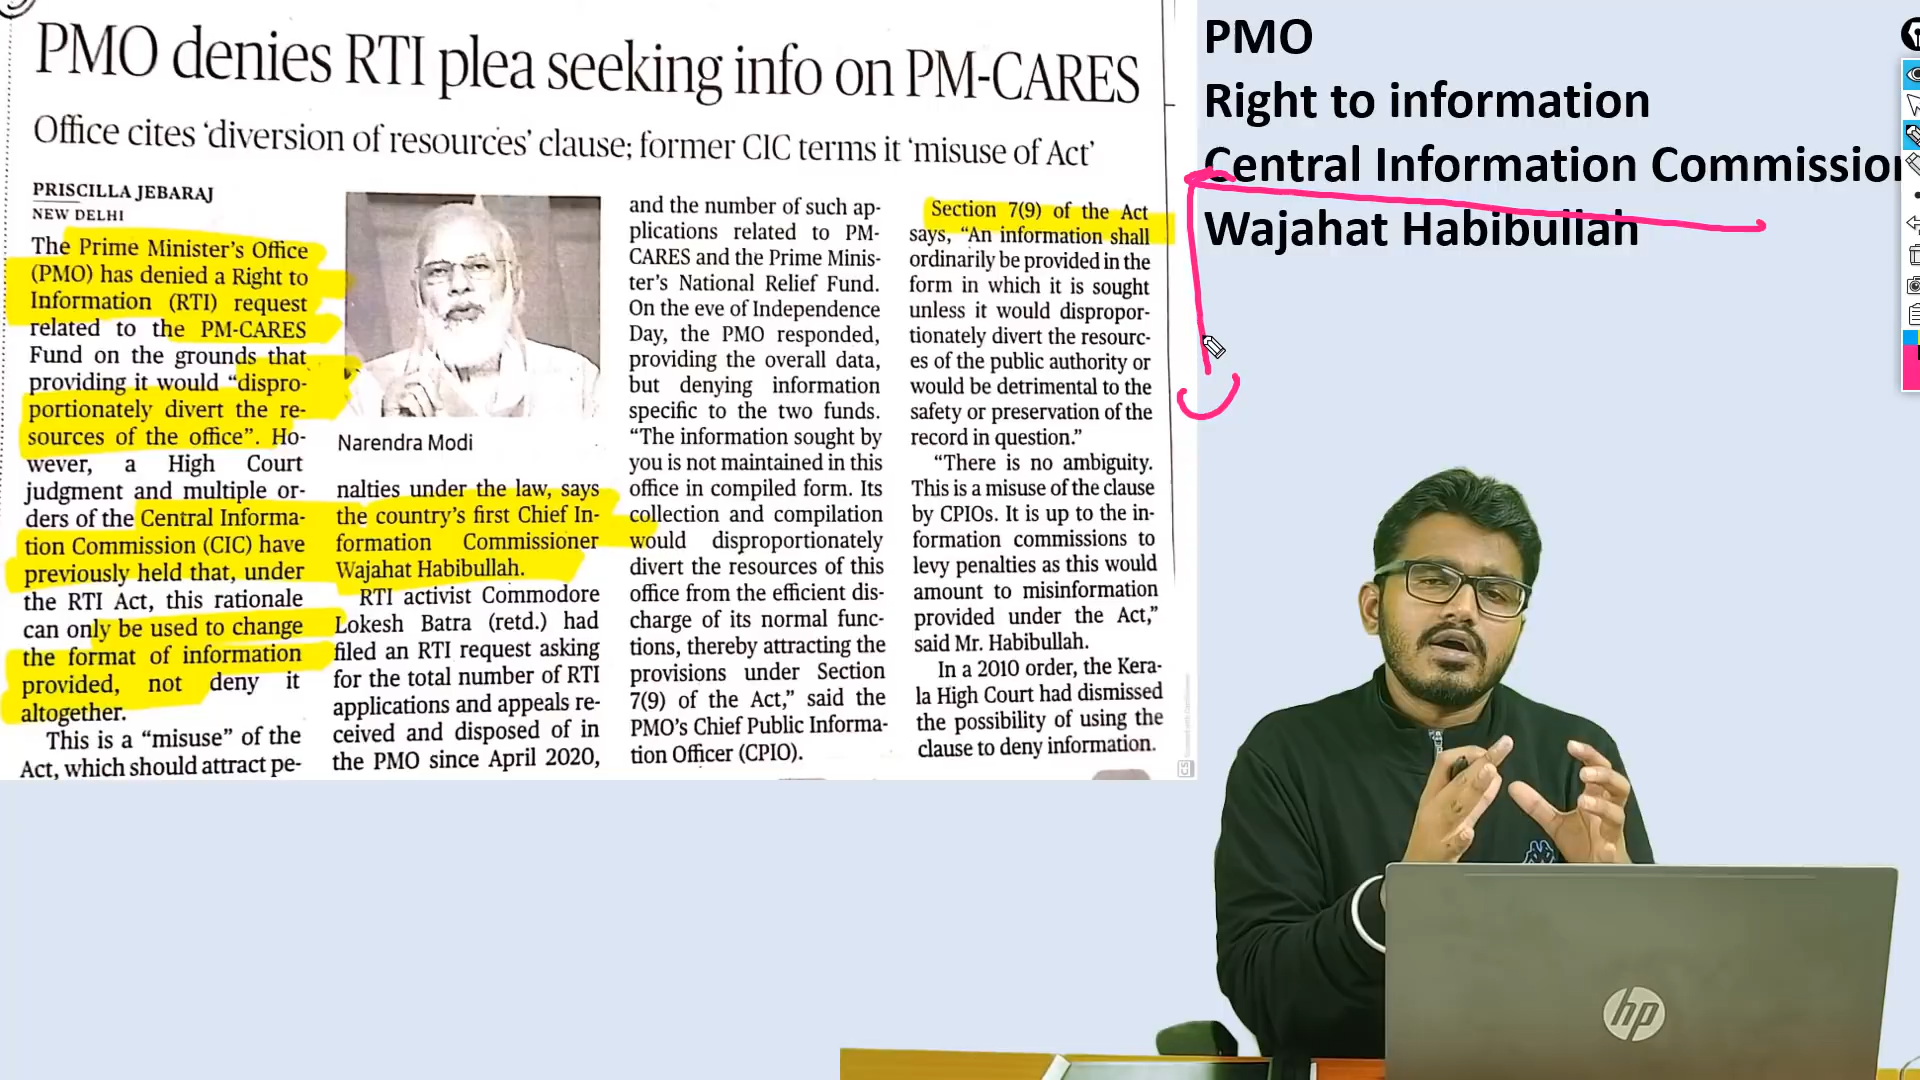 PMO denies RTI plea seeking info on PM-CARES
Office cites ‘diversion of resources’ clause; former CIC terms it ‘misuse of Act’
PRISCILLA JEBARAJ
NEW DELHI
The Prime Minister’s Office
(PMO) has denied a Right to
Information (RTI) request
related to the PM-CARES
Fund on the grounds that
providing it would “dispro-
portionately divert the re-
sources of the office”. Ho-
wever, a High Court
judgment and multiple or-
ders of the Central Informa-
tion Commission (CIC) have
previously held that, under
the RTI Act, this rationale
can only be used to change
the format of information
provided, not deny it
altogether.
This is a “misuse” of the
Act, which should attract pe-
Narendra Modi
nalties under the law, says
the country’s first Chief In-
formation Commissioner
Wajahat Habibullah.
RTI activist Commodore
Lokesh Batra (retd.) had
filed an RTI request asking
for the total number of RTI
applications and appeals re-
ceived and disposed of in
the PMO since April 2020,
and the number of such ap-
plications related to PM-
CARES and the Prime Minis-
ter’s National Relief Fund.
On the eve of Independence
Day, the PMO responded,
providing the overall data,
but denying information
specific to the two funds.
“The information sought by
you is not maintained in this
office in compiled form. Its
collection and compilation
would disproportionately
divert the resources of this
office from the efficient dis-
charge of its normal func-
tions, thereby attracting the
provisions under Section
7(9) of the Act,” said the
PMO’s Chief Public Informa-
tion Officer (CPIO).
Section 7(9) of the Act
says, “An information shall
ordinarily be provided in the
form in which it is sought
unless it would dispropor-
tionately divert the resourc-
es of the public authority or
would be detrimental to the
safety or preservation of the
record in question.”
“There is no ambiguity.
This is a misuse of the clause
by CPIOs. It is up to the in-
formation commissions to
levy penalties as this would
amount to misinformation
provided under the Act,”
said Mr. Habibullah.
In a 2010 order, the Kera-
la High Court had dismissed
the possibility of using the
clause to deny information.
CS
PMO
Right to information
Central Information Commission
Wajahat Habibullah
hp